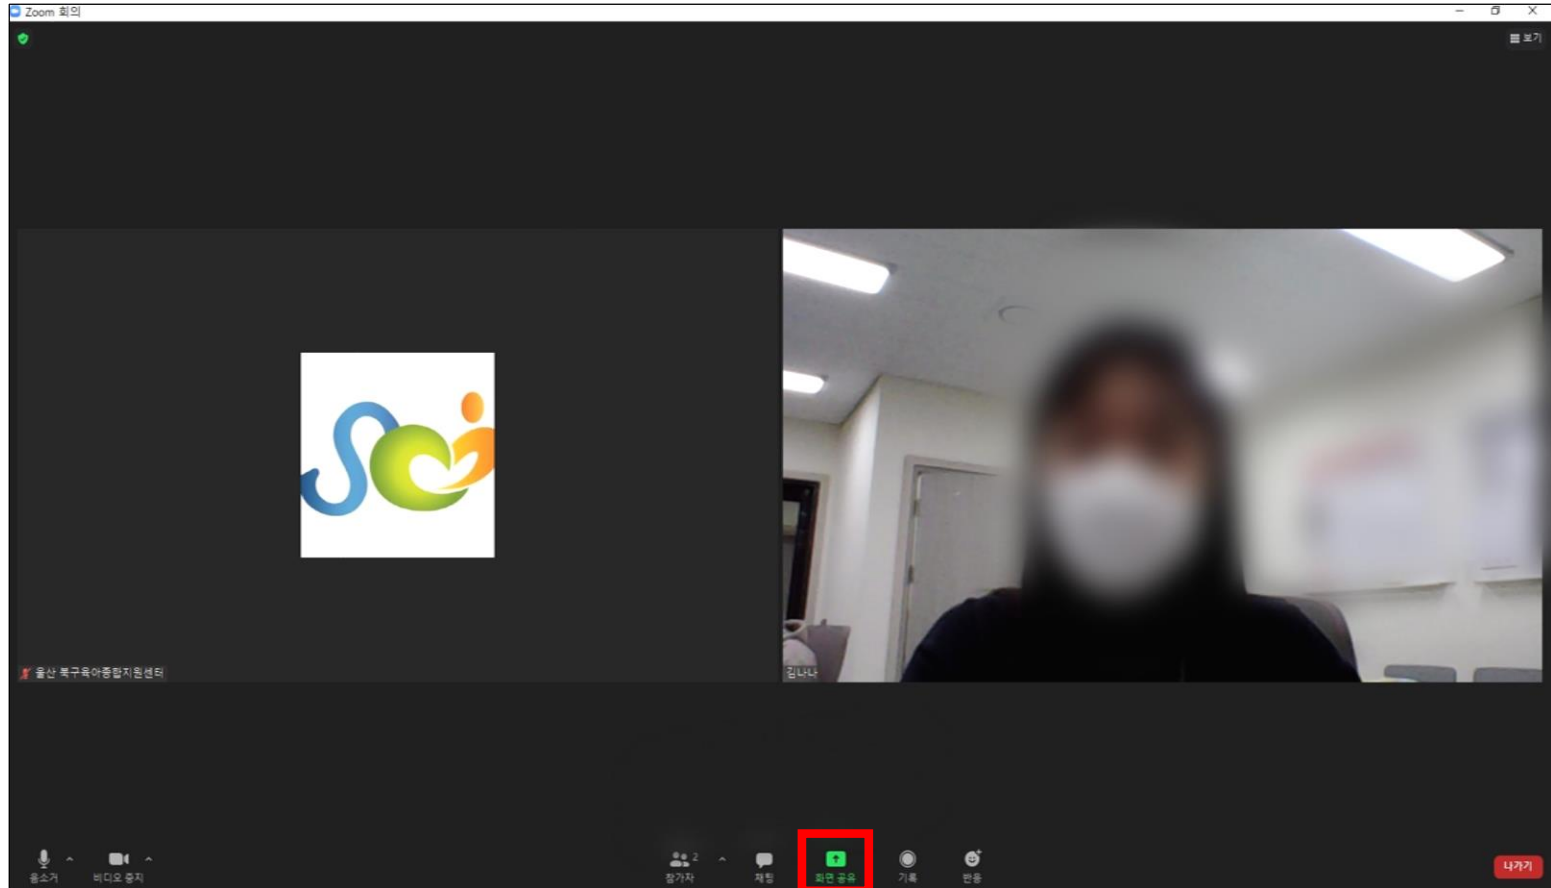 Zoom 회의
보기
울산 북구육아종합지원센터
김나나
음소거
비디오 중지
2
참가자
채팅
화면 공유
기록
반응
나가기